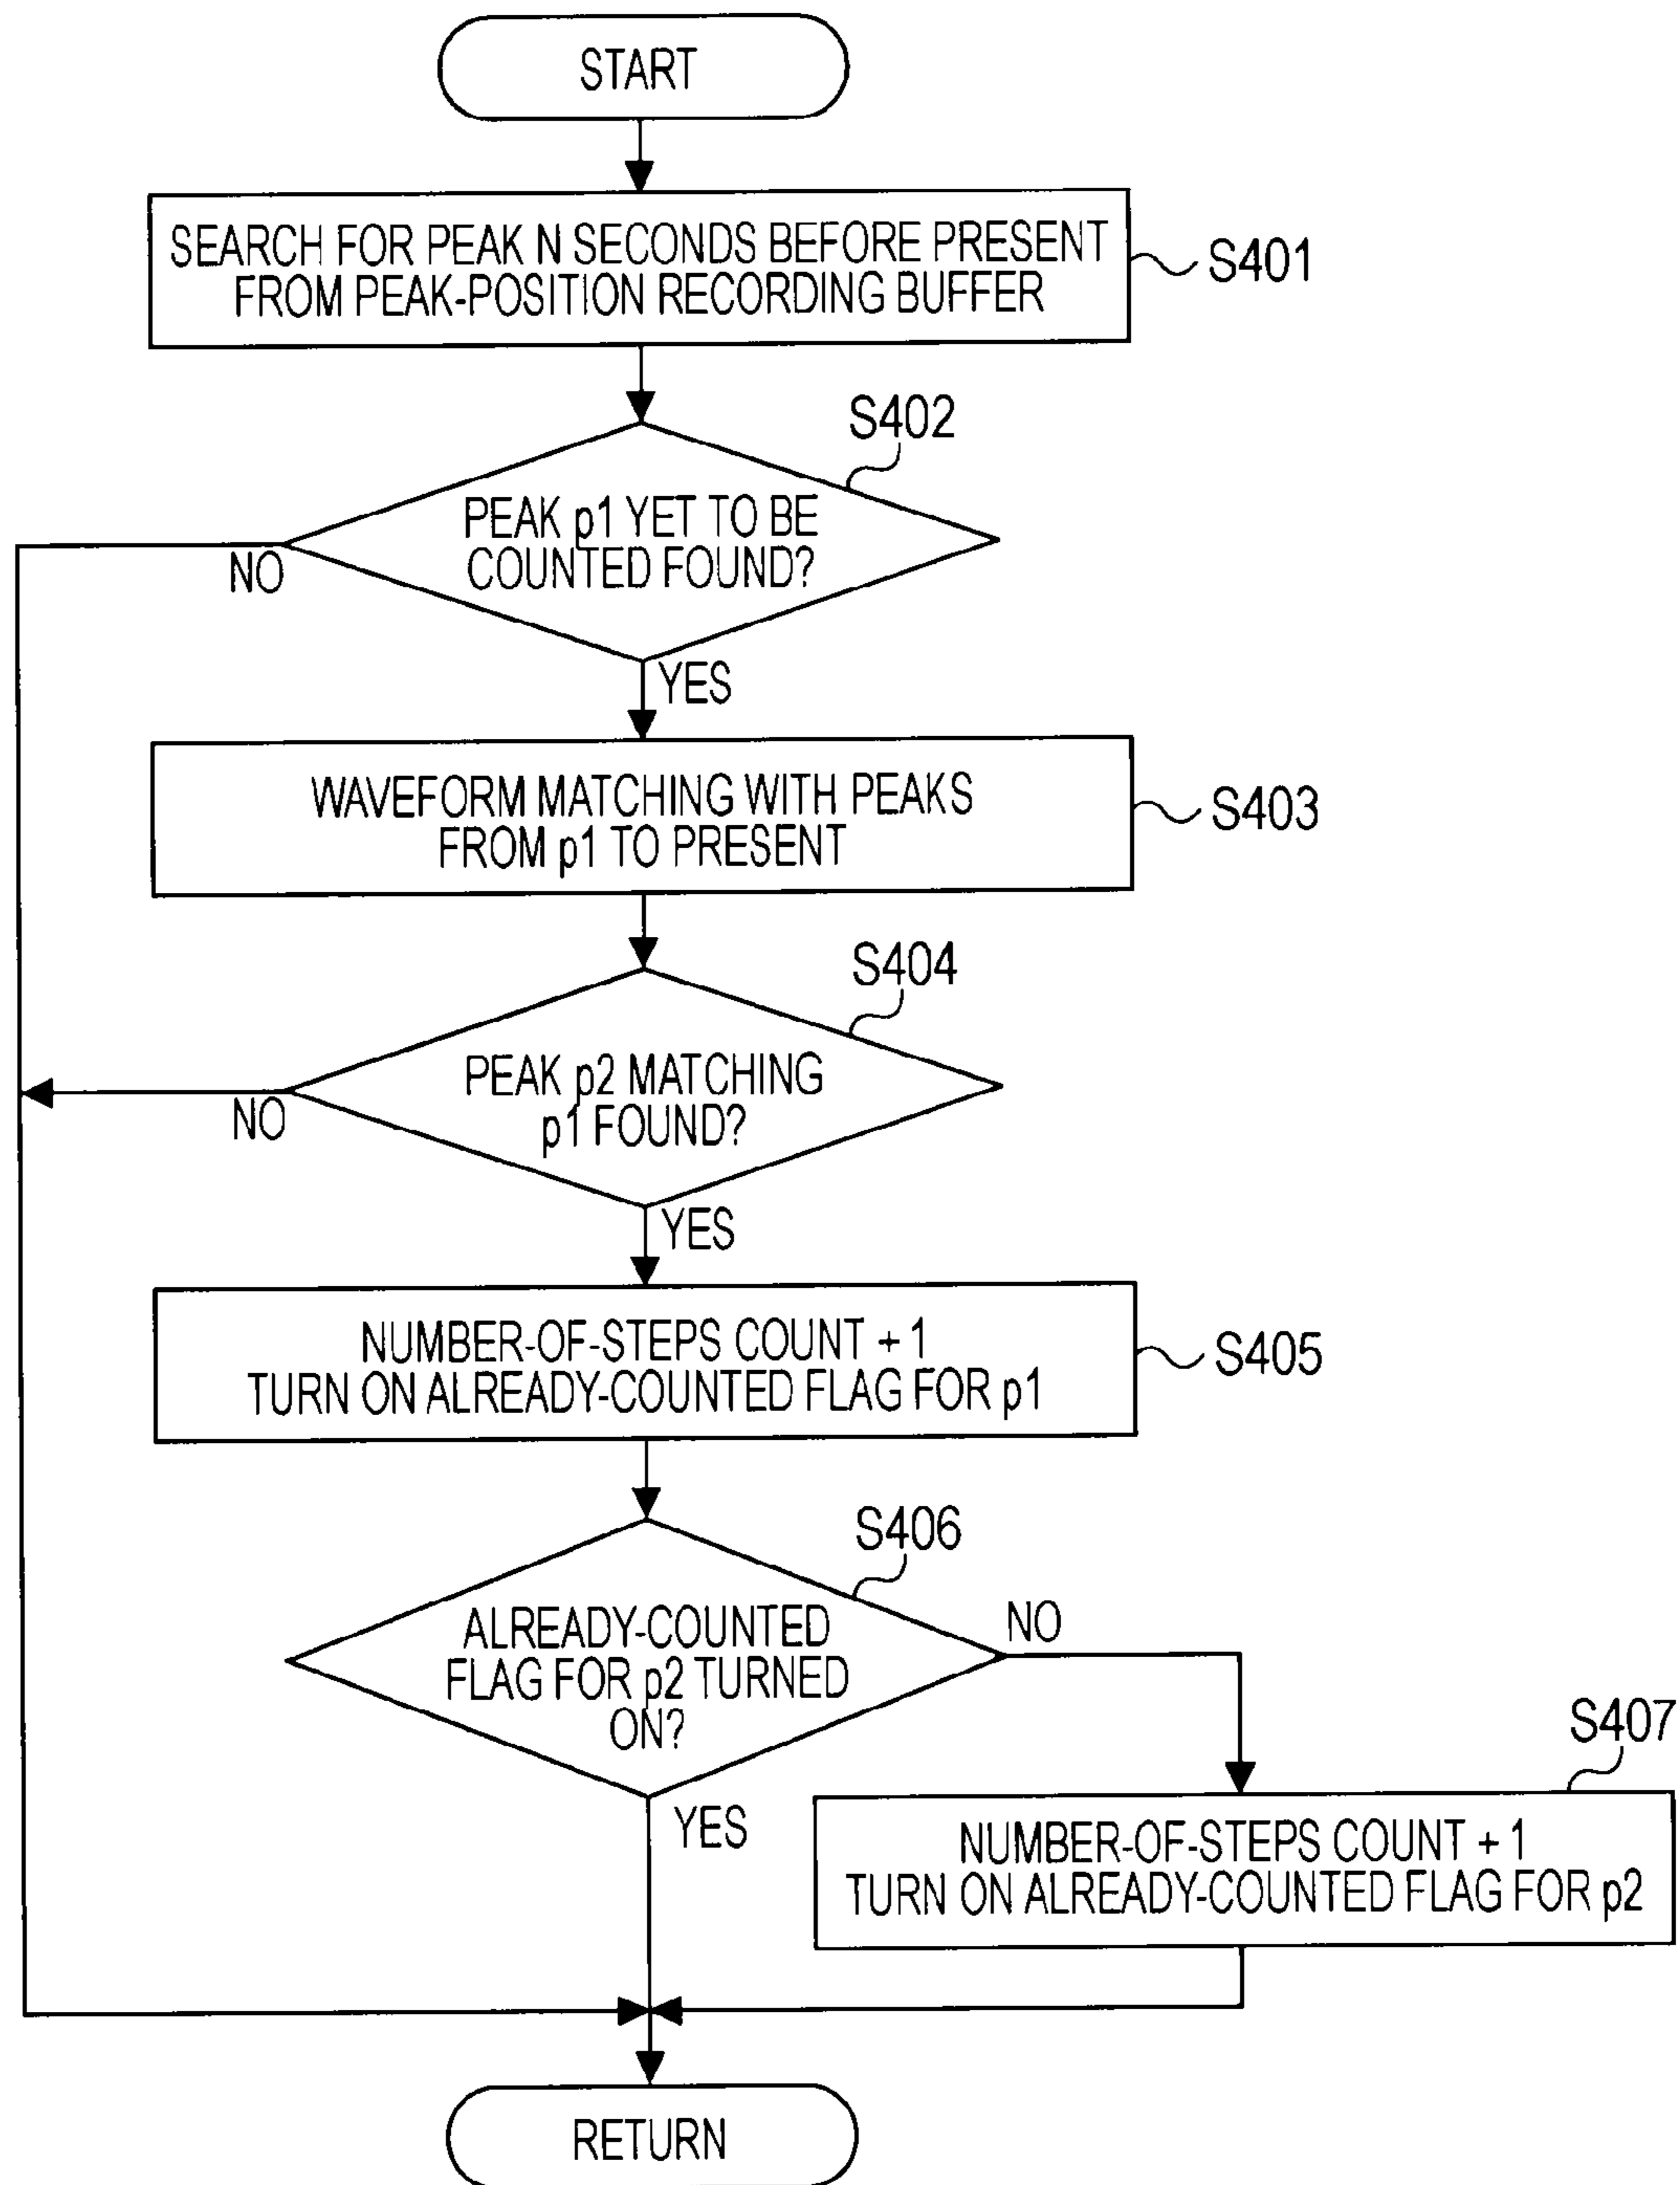 START
SEARCH FOR PEAK N SECONDS BEFORE PRESENT
FROM PEAK-POSITION RECORDING BUFFER
S401
S402
PEAK p1 YET TO BE
COUNTED FOUND?
NO
YES
WAVEFORM MATCHING WITH PEAKS
FROM p1 TO PRESENT
S403
S404
PEAK p2 MATCHING
p1 FOUND?
NO
YES
NUMBER-OF-STEPS COUNT + 1
TURN ON ALREADY-COUNTED FLAG FOR p1
S405
S406
ALREADY-COUNTED
FLAG FOR p2 TURNED
ON?
NO
YES
S407
NUMBER-OF-STEPS COUNT + 1
TURN ON ALREADY-COUNTED FLAG FOR p2
RETURN